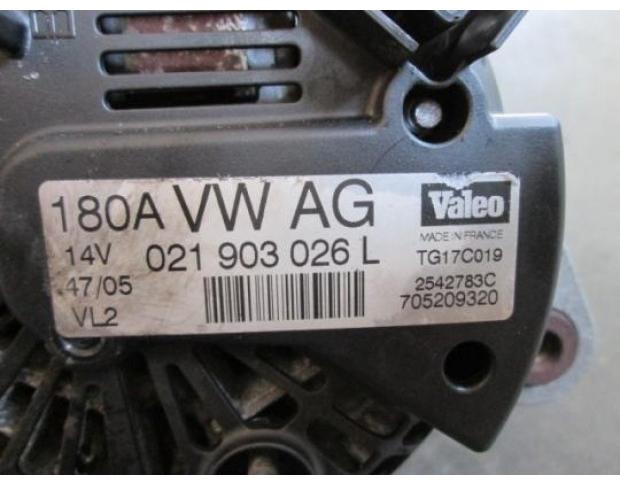 180A VW AG
14V 021 903 026 L
47/05
VL2
Valeo
MADE IN FRANCE
TG17C019
2542783C
705209320